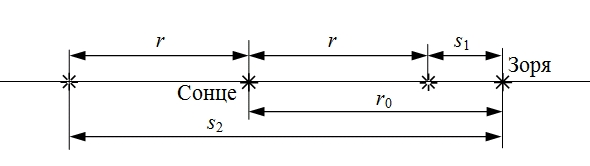 r r s₁
Зоря
Сонце
r₀
s₂